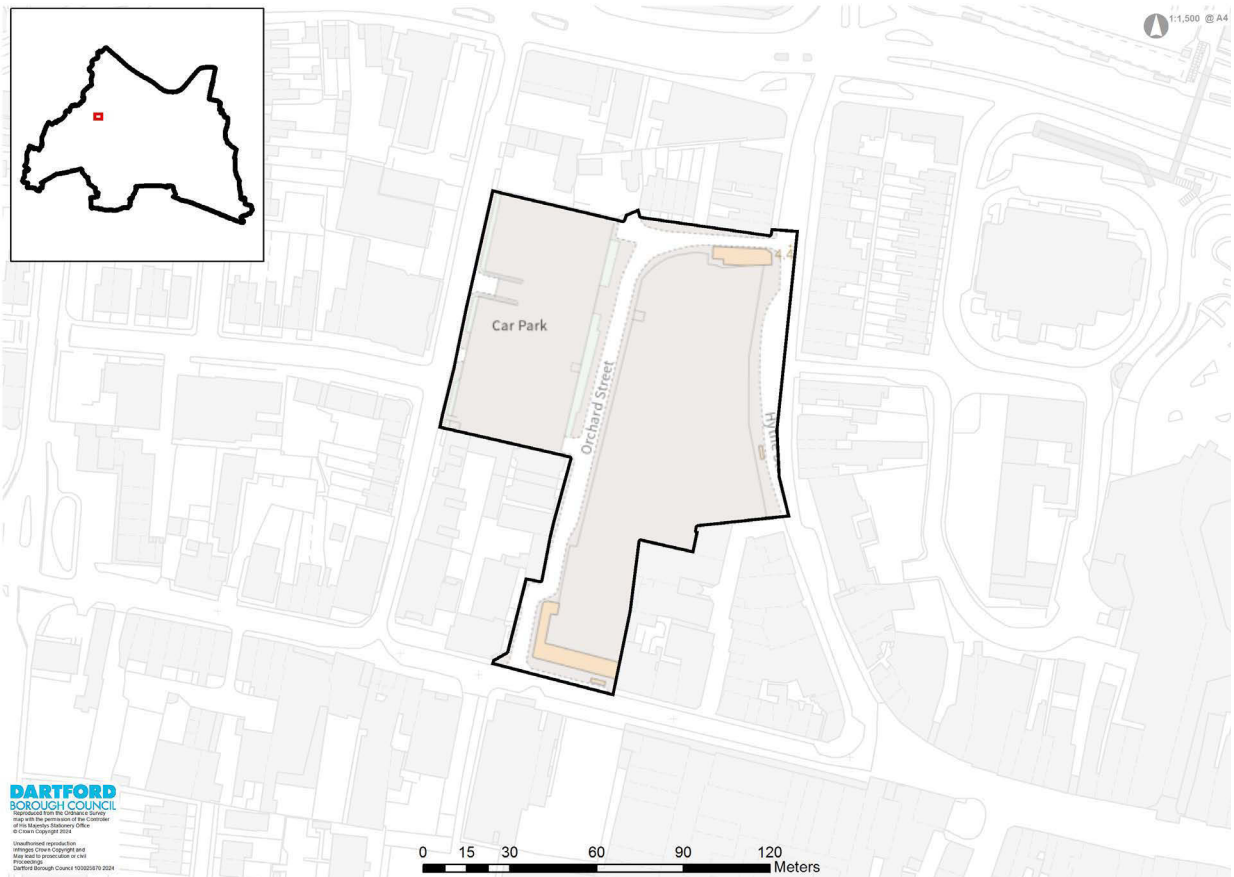 1:1,500 @ A4
4.4
Car Park
Orchard Street
DARTFORD
BOROUGH COUNCIL
Reproduced from the Ordnance Survey
map with the permission of the Controller
of His Majestys Stationery Office
© Crown Copyright 2024
Unauthorised reproduction
infringes Crown Copyright and
May lead to prosecution or civil
Proceedings
Dartford Borough Council 100025870 2024
0 15 30 60 90 120
Meters